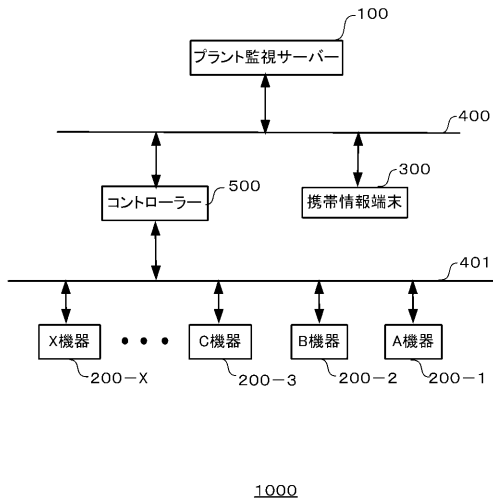 100
プラント監視サーバー
400
500
300
コントローラー
携帯情報端末
401
X機器
• • •
C機器
B機器
A機器
200-X
200-3
200-2
200-1
1000